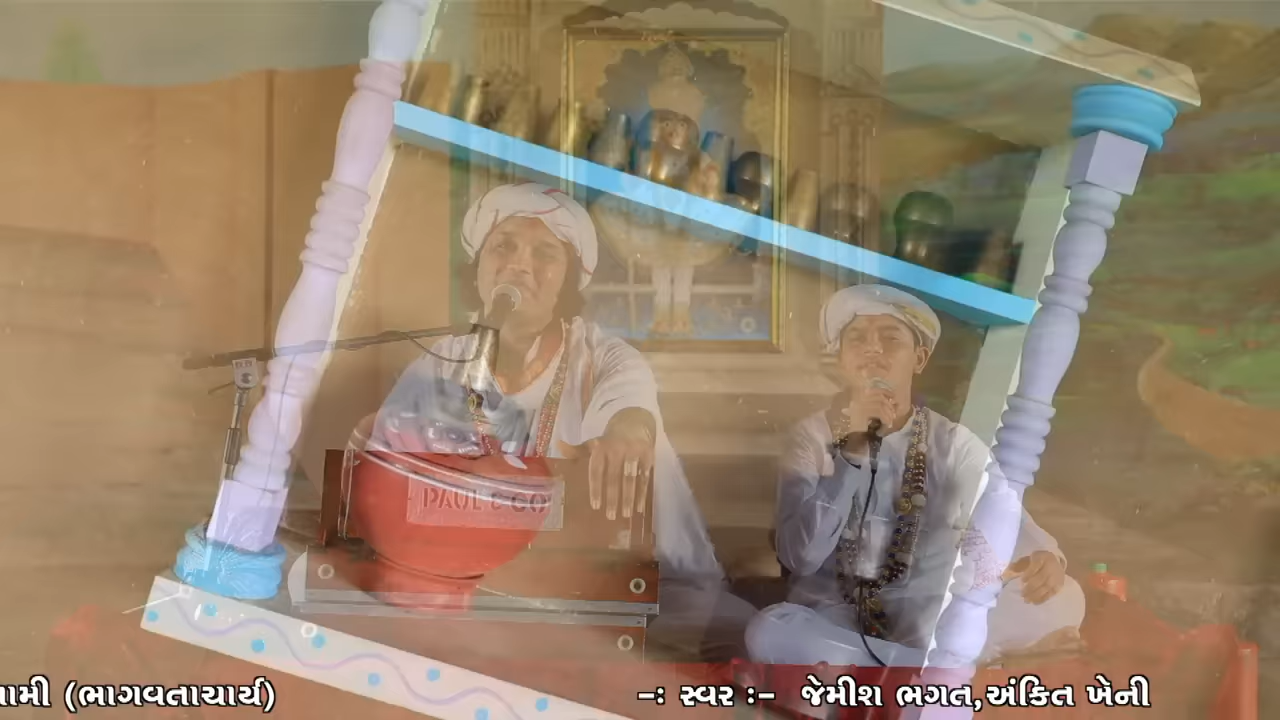 PAUL & CO
(ભાગવતાચાર્ય) -: સ્વર :- જેમીશ ભગત,અંકિત ખેની